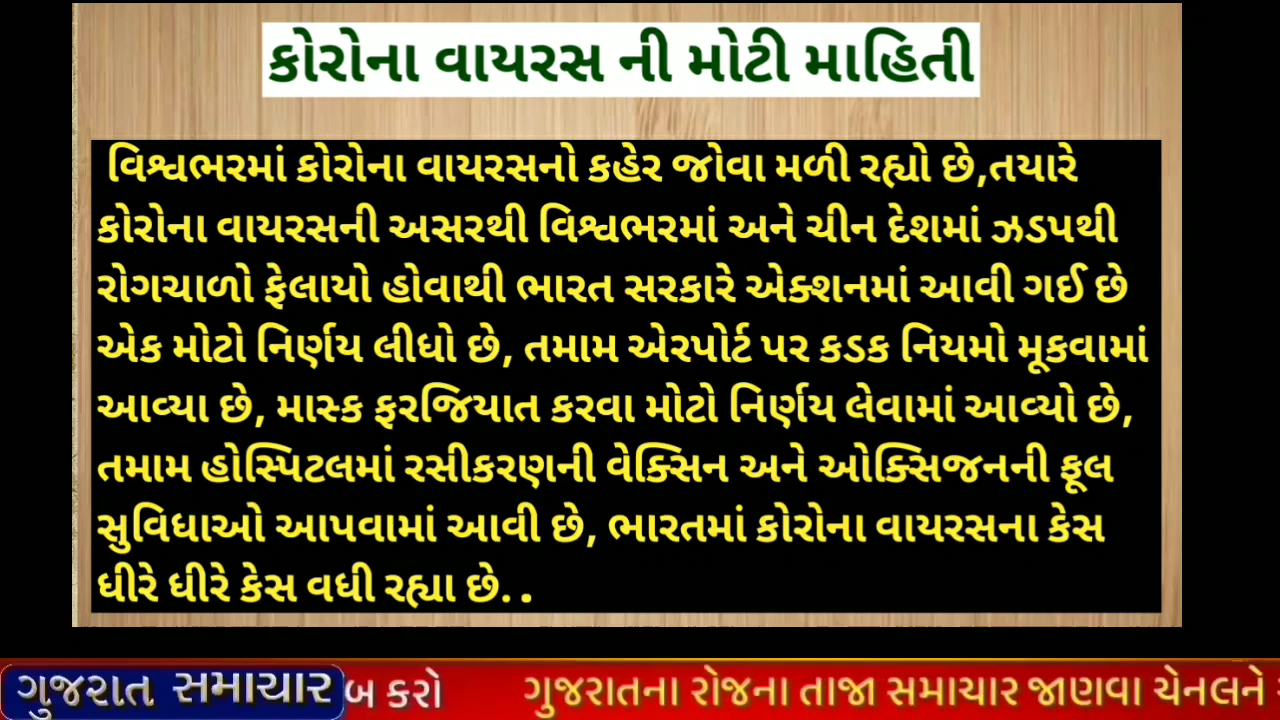 કોરોના વાયરસ ની મોટી માહિતી
વિશ્વભરમાં કોરોના વાયરસનો કહેર જોવા મળી રહ્યો છે,તયારે
કોરોના વાયરસની અસરથી વિશ્વભરમાં અને ચીન દેશમાં ઝડપથી
રોગચાળો ફેલાયો હોવાથી ભારત સરકારે એક્શનમાં આવી ગઈ છે
એક મોટો નિર્ણય લીધો છે, તમામ એરપોર્ટ પર કડક નિયમો મૂકવામાં
આવ્યા છે, માસ્ક ફરજિયાત કરવા મોટો નિર્ણય લેવામાં આવ્યો છે,
તમામ હોસ્પિટલમાં રસીકરણની વેક્સિન અને ઓક્સિજનની ફૂલ
સુવિધાઓ આપવામાં આવી છે, ભારતમાં કોરોના વાયરસના કેસ
ધીરે ધીરે કેસ વધી રહ્યા છે. .
ગુજરાત સમાચાર બ કરો ગુજરાતના રોજના તાજા સમાચાર જાણવા ચેનલને